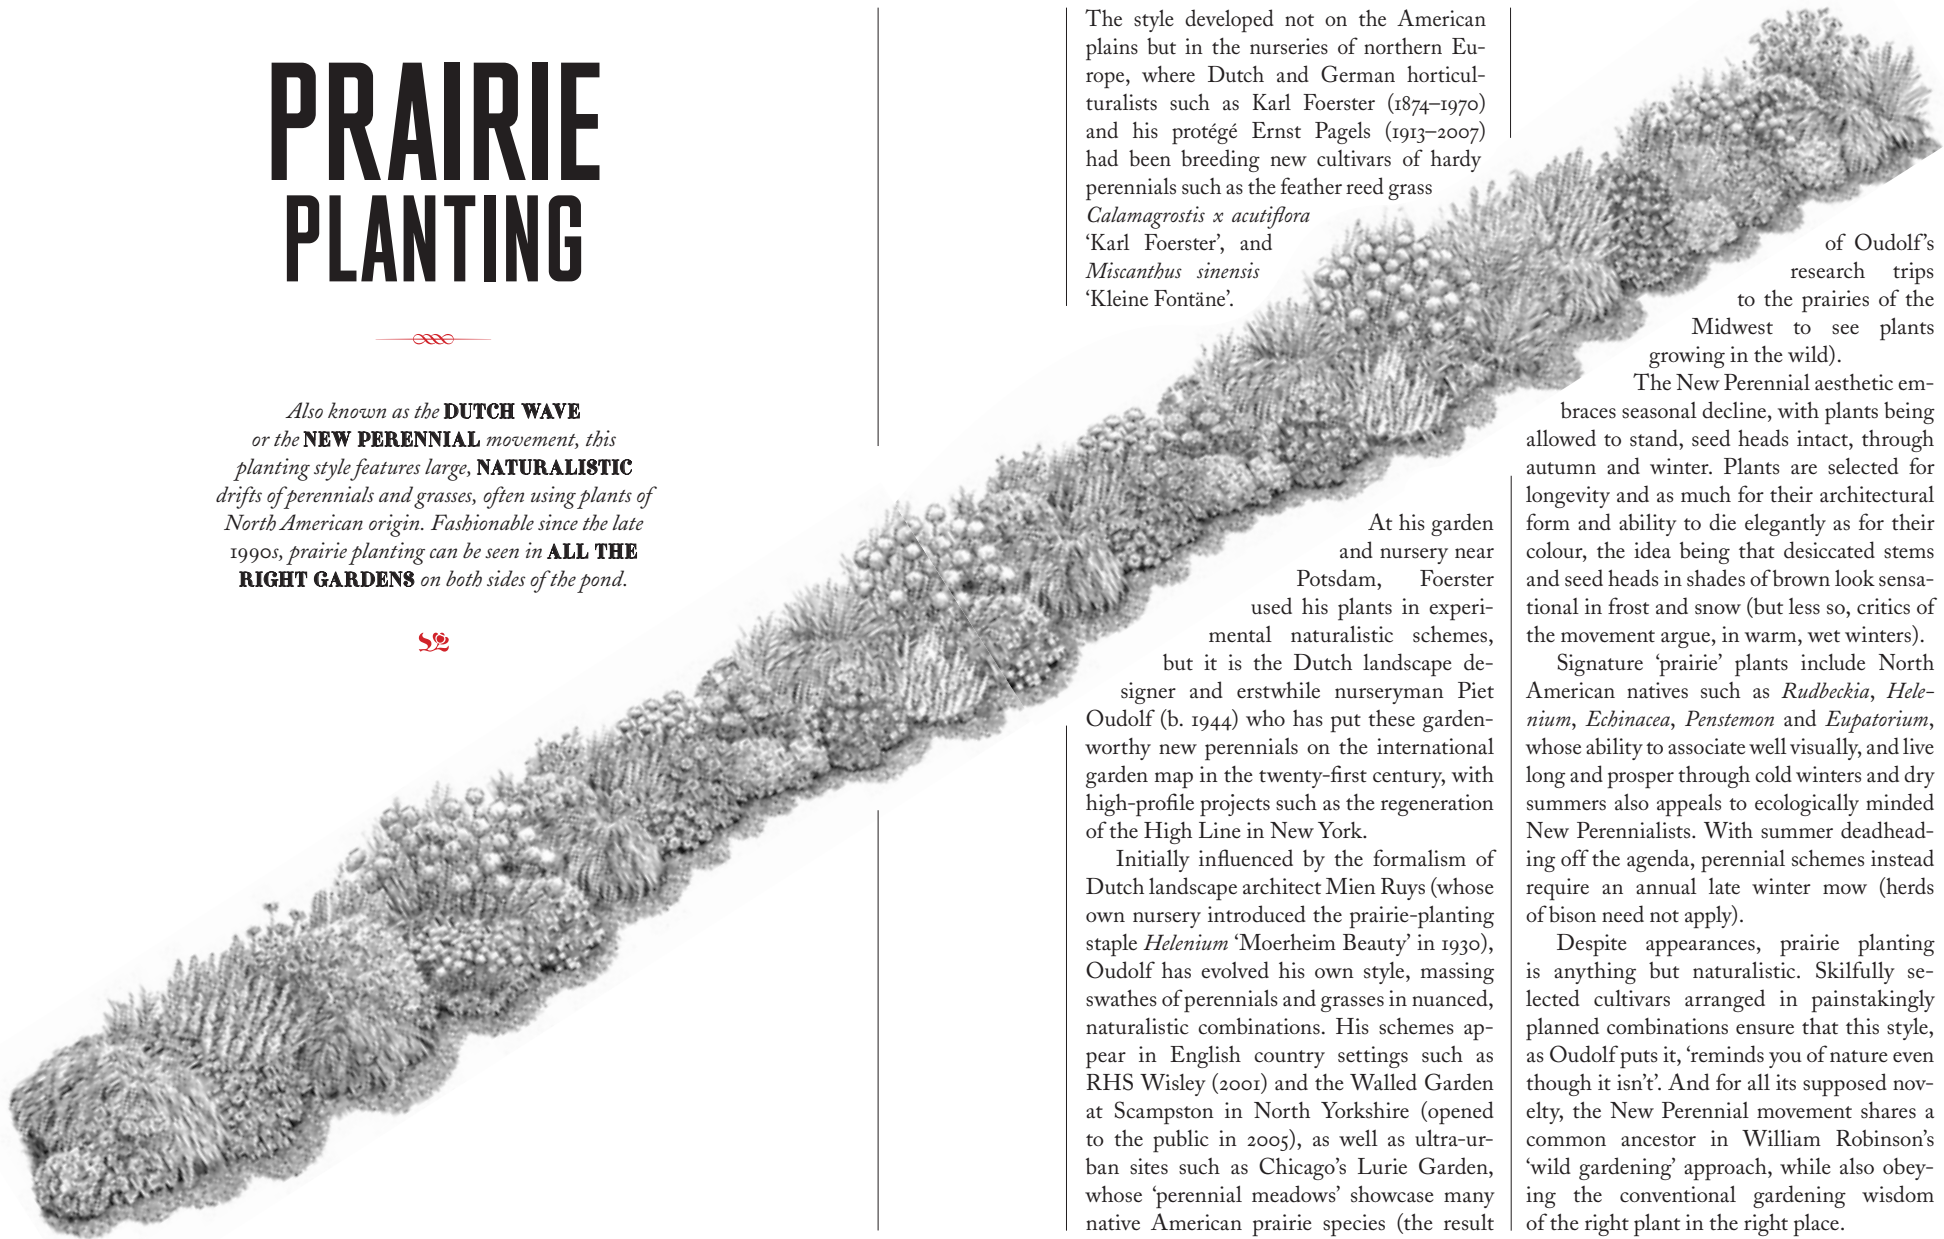 PRAIRIE
PLANTING
Also known as the DUTCH WAVE
or the NEW PERENNIAL movement, this
planting style features large, NATURALISTIC
drifts of perennials and grasses, often using plants of
North American origin. Fashionable since the late
1990s, prairie planting can be seen in ALL THE
RIGHT GARDENS on both sides of the pond.
The style developed not on the American
plains but in the nurseries of northern Eu-
rope, where Dutch and German horticul-
turalists such as Karl Foerster (1874–1970)
and his protégé Ernst Pagels (1913–2007)
had been breeding new cultivars of hardy
perennials such as the feather reed grass
Calamagrostis x acutiflora
‘Karl Foerster’, and
Miscanthus sinensis
‘Kleine Fontäne’.
At his garden
and nursery near
Potsdam, Foerster
used his plants in experi-
mental naturalistic schemes,
but it is the Dutch landscape de-
signer and erstwhile nurseryman Piet
Oudolf (b. 1944) who has put these garden-
worthy new perennials on the international
garden map in the twenty-first century, with
high-profile projects such as the regeneration
of the High Line in New York.
Initially influenced by the formalism of
Dutch landscape architect Mien Ruys (whose
own nursery introduced the prairie-planting
staple Helenium ‘Moerheim Beauty’ in 1930),
Oudolf has evolved his own style, massing
swathes of perennials and grasses in nuanced,
naturalistic combinations. His schemes ap-
pear in English country settings such as
RHS Wisley (2001) and the Walled Garden
at Scampston in North Yorkshire (opened
to the public in 2005), as well as ultra-ur-
ban sites such as Chicago’s Lurie Garden,
whose ‘perennial meadows’ showcase many
native American prairie species (the result
of Oudolf’s
research trips
to the prairies of the
Midwest to see plants
growing in the wild).
The New Perennial aesthetic em-
braces seasonal decline, with plants being
allowed to stand, seed heads intact, through
autumn and winter. Plants are selected for
longevity and as much for their architectural
form and ability to die elegantly as for their
colour, the idea being that desiccated stems
and seed heads in shades of brown look sensa-
tional in frost and snow (but less so, critics of
the movement argue, in warm, wet winters).
Signature ‘prairie’ plants include North
American natives such as Rudbeckia, Hele-
nium, Echinacea, Penstemon and Eupatorium,
whose ability to associate well visually, and live
long and prosper through cold winters and dry
summers also appeals to ecologically minded
New Perennialists. With summer deadhead-
ing off the agenda, perennial schemes instead
require an annual late winter mow (herds
of bison need not apply).
Despite appearances, prairie planting
is anything but naturalistic. Skilfully se-
lected cultivars arranged in painstakingly
planned combinations ensure that this style,
as Oudolf puts it, ‘reminds you of nature even
though it isn’t’. And for all its supposed nov-
elty, the New Perennial movement shares a
common ancestor in William Robinson’s
‘wild gardening’ approach, while also obey-
ing the conventional gardening wisdom
of the right plant in the right place.